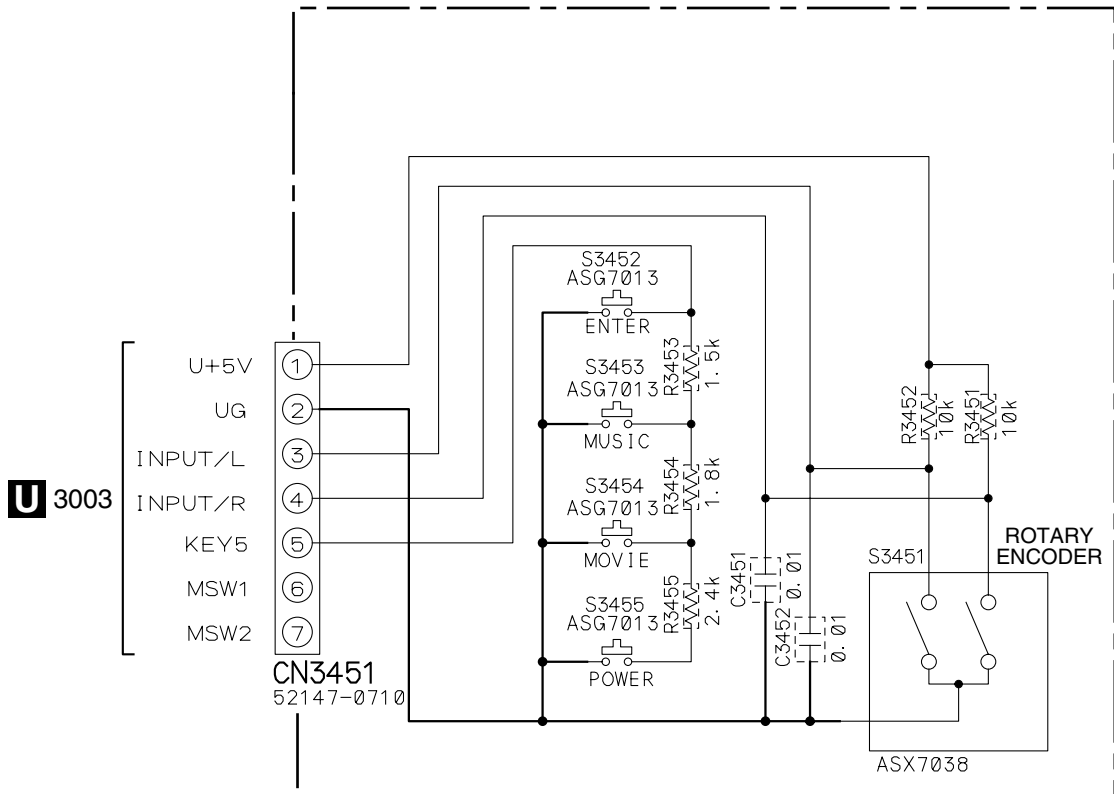 S3452
ASG7013
ENTER
R3453
1.5k
S3453
ASG7013
MUSIC
R3454
1.8k
S3454
ASG7013
MOVIE
R3455
2.4k
S3455
ASG7013
POWER
U 3003
U+5V 1
UG 2
INPUT/L 3
INPUT/R 4
KEY5 5
MSW1 6
MSW2 7
CN3451
52147-0710
C3451
0.01
C3452
0.01
R3452
10k
R3451
10k
S3451
ROTARY
ENCODER
ASX7038